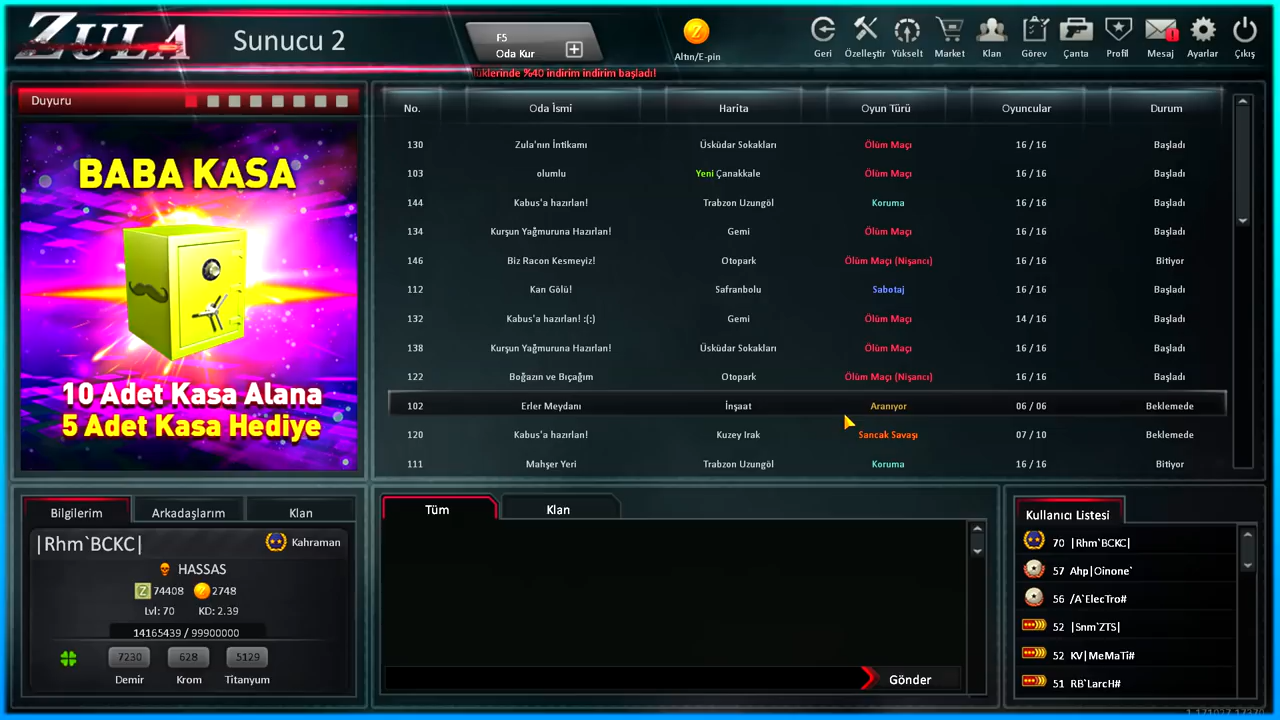 ZULA
Sunucu 2
F5
Oda Kur
Altın/E-pin
Geri
Özelleştir
Yükselt
Market
Klan
Görev
Çanta
Profil
Mesaj
Ayarlar
Çıkış
lüklerinde %40 indirim indirim başladı!
Duyuru
BABA KASA
10 Adet Kasa Alana
5 Adet Kasa Hediye
No. Oda İsmi Harita Oyun Türü Oyuncular Durum
130 Zula'nın İntikamı Üsküdar Sokakları Ölüm Maçı 16 / 16 Başladı
103 olumlu Yeni Çanakkale Ölüm Maçı 16 / 16 Başladı
144 Kabus'a hazırlan! Trabzon Uzungöl Koruma 16 / 16 Başladı
134 Kurşun Yağmuruna Hazırlan! Gemi Ölüm Maçı 16 / 16 Başladı
146 Biz Racon Kesmeyiz! Otopark Ölüm Maçı (Nişancı) 16 / 16 Bitiyor
112 Kan Gölü! Safranbolu Sabotaj 16 / 16 Başladı
132 Kabus'a hazırlan! :(:) Gemi Ölüm Maçı 14 / 16 Başladı
138 Kurşun Yağmuruna Hazırlan! Üsküdar Sokakları Ölüm Maçı 16 / 16 Başladı
122 Boğazın ve Bıçağım Otopark Ölüm Maçı (Nişancı) 16 / 16 Başladı
102 Erler Meydanı İnşaat Aranıyor 06 / 06 Beklemede
120 Kabus'a hazırlan! Kuzey Irak Sancak Savaşı 07 / 10 Beklemede
111 Mahşer Yeri Trabzon Uzungöl Koruma 16 / 16 Bitiyor
Bilgilerim Arkadaşlarım Klan
|Rhm`BCKC| Kahraman
HASSAS
74408 2748
Lvl: 70 KD: 2.39
14165439 / 99900000
7230 628 5129
Demir Krom Titanyum
Tüm Klan
Gönder
Kullanıcı Listesi
70 |Rhm`BCKC|
57 Ahp|Oinone`
56 /A`ElecTro#
52 |Snm`ZTS|
52 KV|MeMaTi#
51 RB`LarcH#